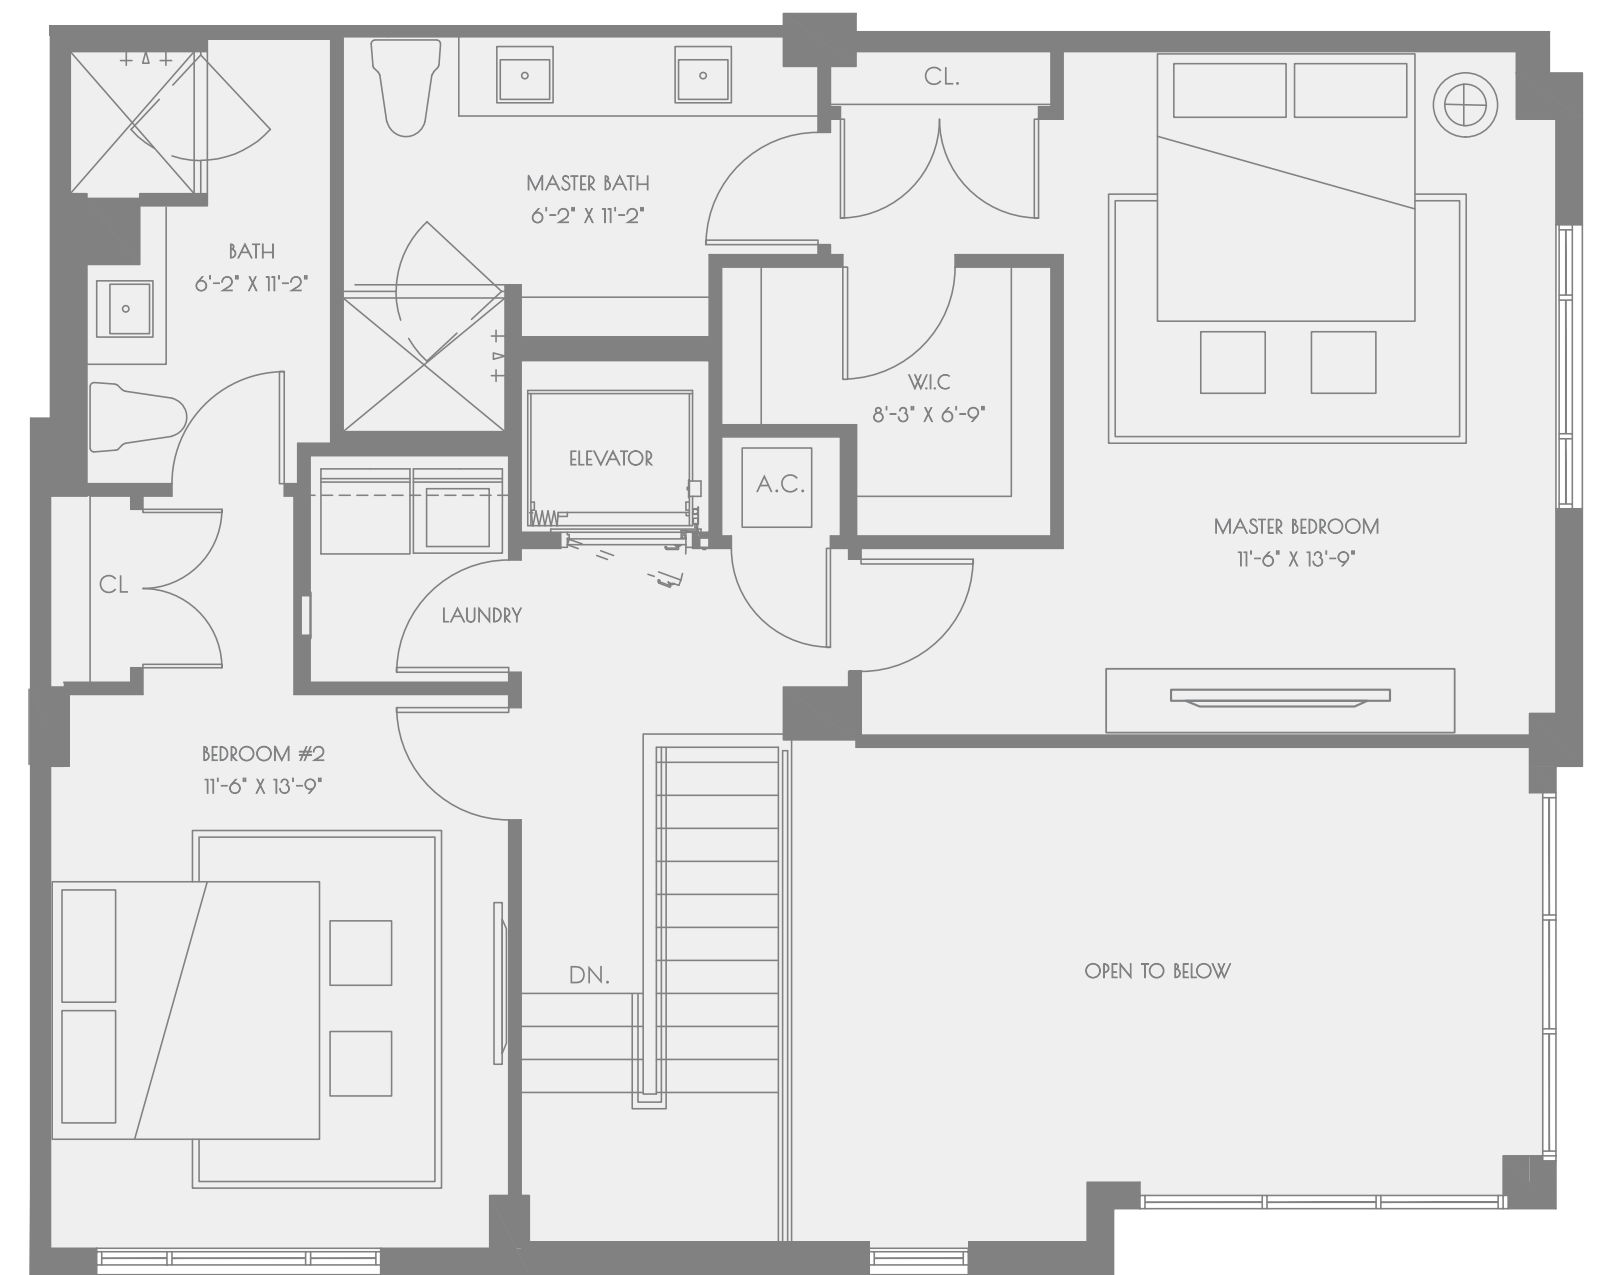 CL.
MASTER BATH
6'-2" X 11'-2"
BATH
6'-2" X 11'-2"
W.I.C
8'-3" X 6'-9"
ELEVATOR
A.C.
MASTER BEDROOM
11'-6" X 13'-9"
CL
LAUNDRY
BEDROOM #2
11'-6" X 13'-9"
DN.
OPEN TO BELOW